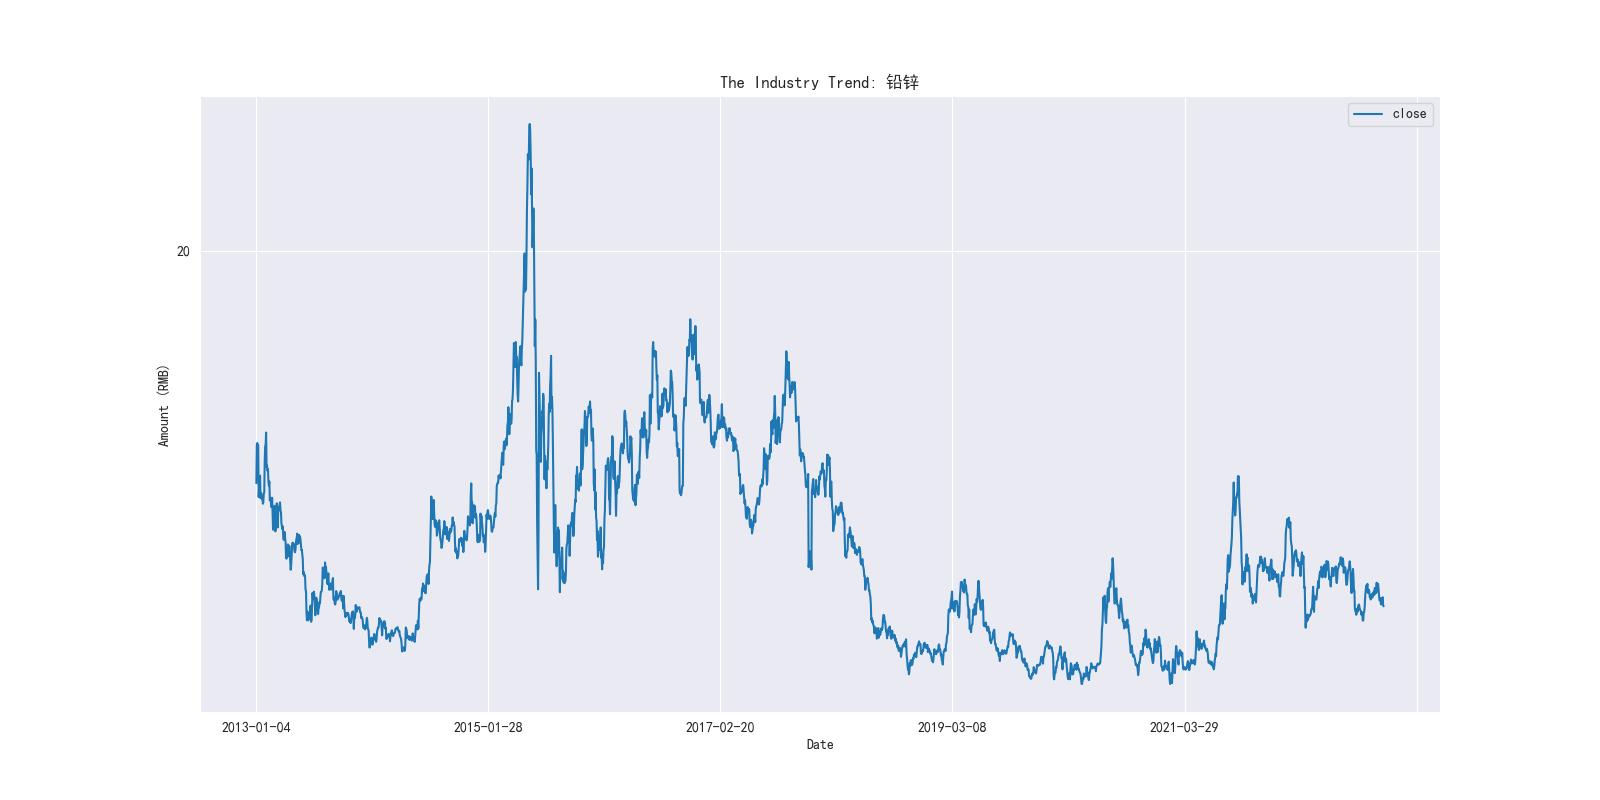 The Industry Trend: 铅锌
close
20
Amount (RMB)
2013-01-04
2015-01-28
2017-02-20
2019-03-08
2021-03-29
Date